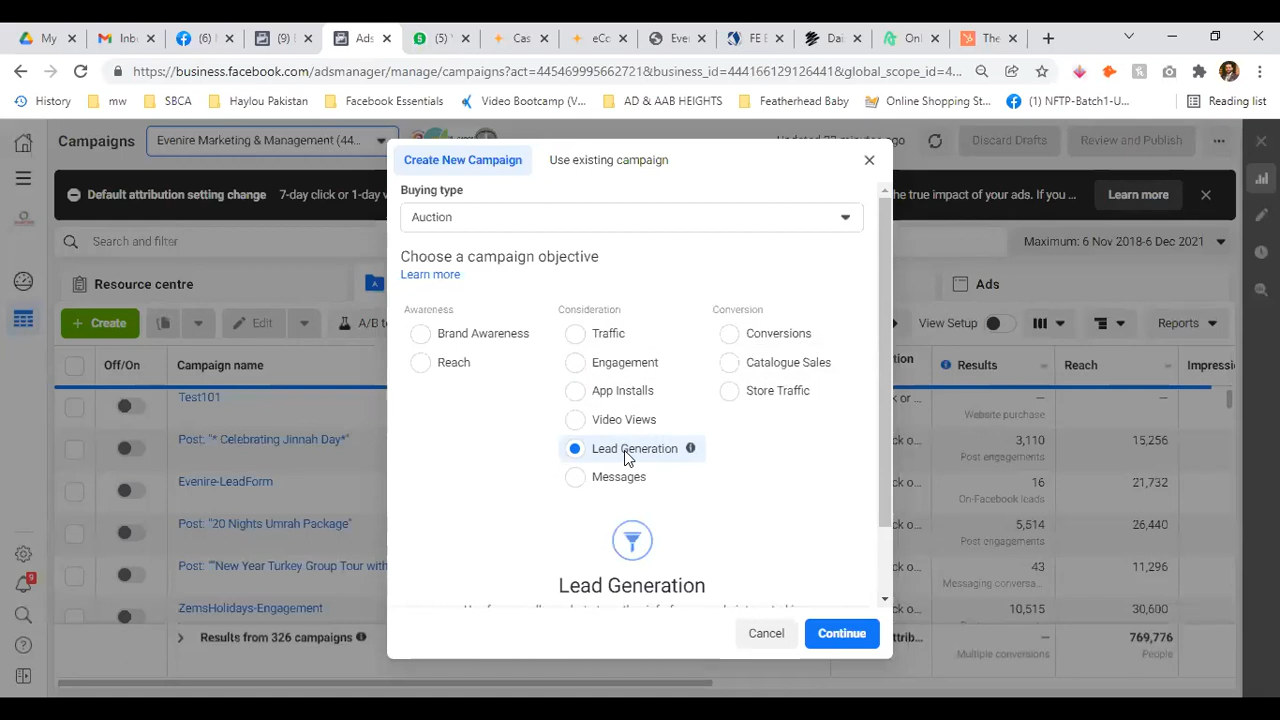 My
Inb
(6)
(9)
Ads
(5)
Cas
eCc
Eve
FE E
Dai
Onl
The
https://business.facebook.com/adsmanager/manage/campaigns?act=445469995662721&business_id=444166129126441&global_scope_id=4...
History
mw
SBCA
Haylou Pakistan
Facebook Essentials
Video Bootcamp (V...
AD & AAB HEIGHTS
Featherhead Baby
Online Shopping St...
(1) NFTP-Batch1-U...
Reading list
Campaigns
Evenire Marketing & Management (44...
Discard Drafts
Review and Publish
Create New Campaign
Use existing campaign
Default attribution setting change
7-day click or 1-day v
the true impact of your ads. If you ...
Learn more
Buying type
Auction
Search and filter
Maximum: 6 Nov 2018-6 Dec 2021
Choose a campaign objective
Learn more
Resource centre
Ads
Awareness
Consideration
Conversion
Create
Edit
A/B te
View Setup
Reports
Brand Awareness
Traffic
Conversions
Reach
Engagement
Catalogue Sales
App Installs
Store Traffic
Video Views
Lead Generation
Messages
Off/On
Campaign name
Results
Reach
Impressi
Test101
Website purchase
Post: "* Celebrating Jinnah Day*"
3,110
15,256
Post engagements
Evenire-LeadForm
16
21,732
On-Facebook leads
Post: "20 Nights Umrah Package"
5,514
26,440
Post engagements
Post: ""New Year Turkey Group Tour with
43
11,296
Messaging conversa...
ZemsHolidays-Engagement
10,515
30,600
Post engagements
Lead Generation
9
Results from 326 campaigns
Multiple conversions
769,776
People
Cancel
Continue